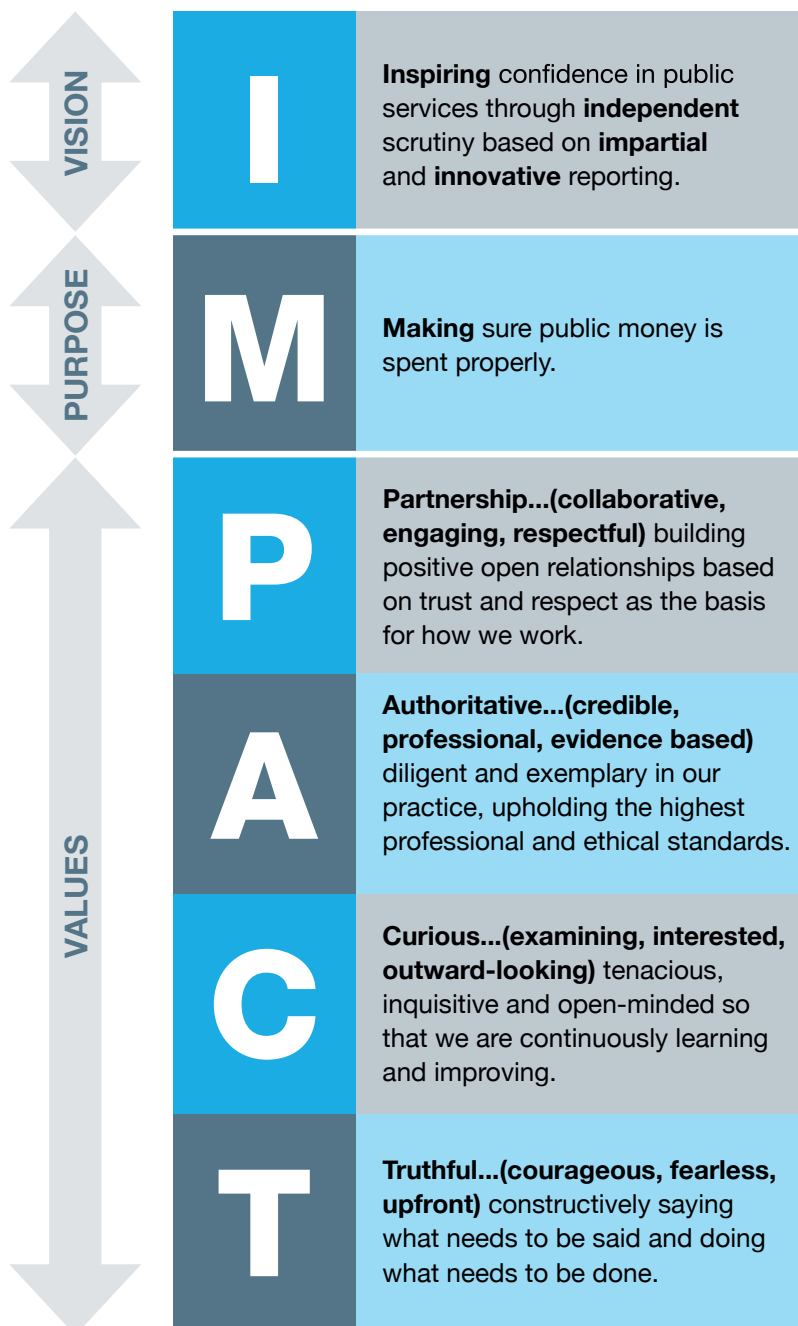 VISION
I
Inspiring confidence in public
services through independent
scrutiny based on impartial
and innovative reporting.
PURPOSE
M
Making sure public money is
spent properly.
VALUES
P
Partnership...(collaborative,
engaging, respectful) building
positive open relationships based
on trust and respect as the basis
for how we work.
A
Authoritative...(credible,
professional, evidence based)
diligent and exemplary in our
practice, upholding the highest
professional and ethical standards.
C
Curious...(examining, interested,
outward-looking) tenacious,
inquisitive and open-minded so
that we are continuously learning
and improving.
T
Truthful...(courageous, fearless,
upfront) constructively saying
what needs to be said and doing
what needs to be done.